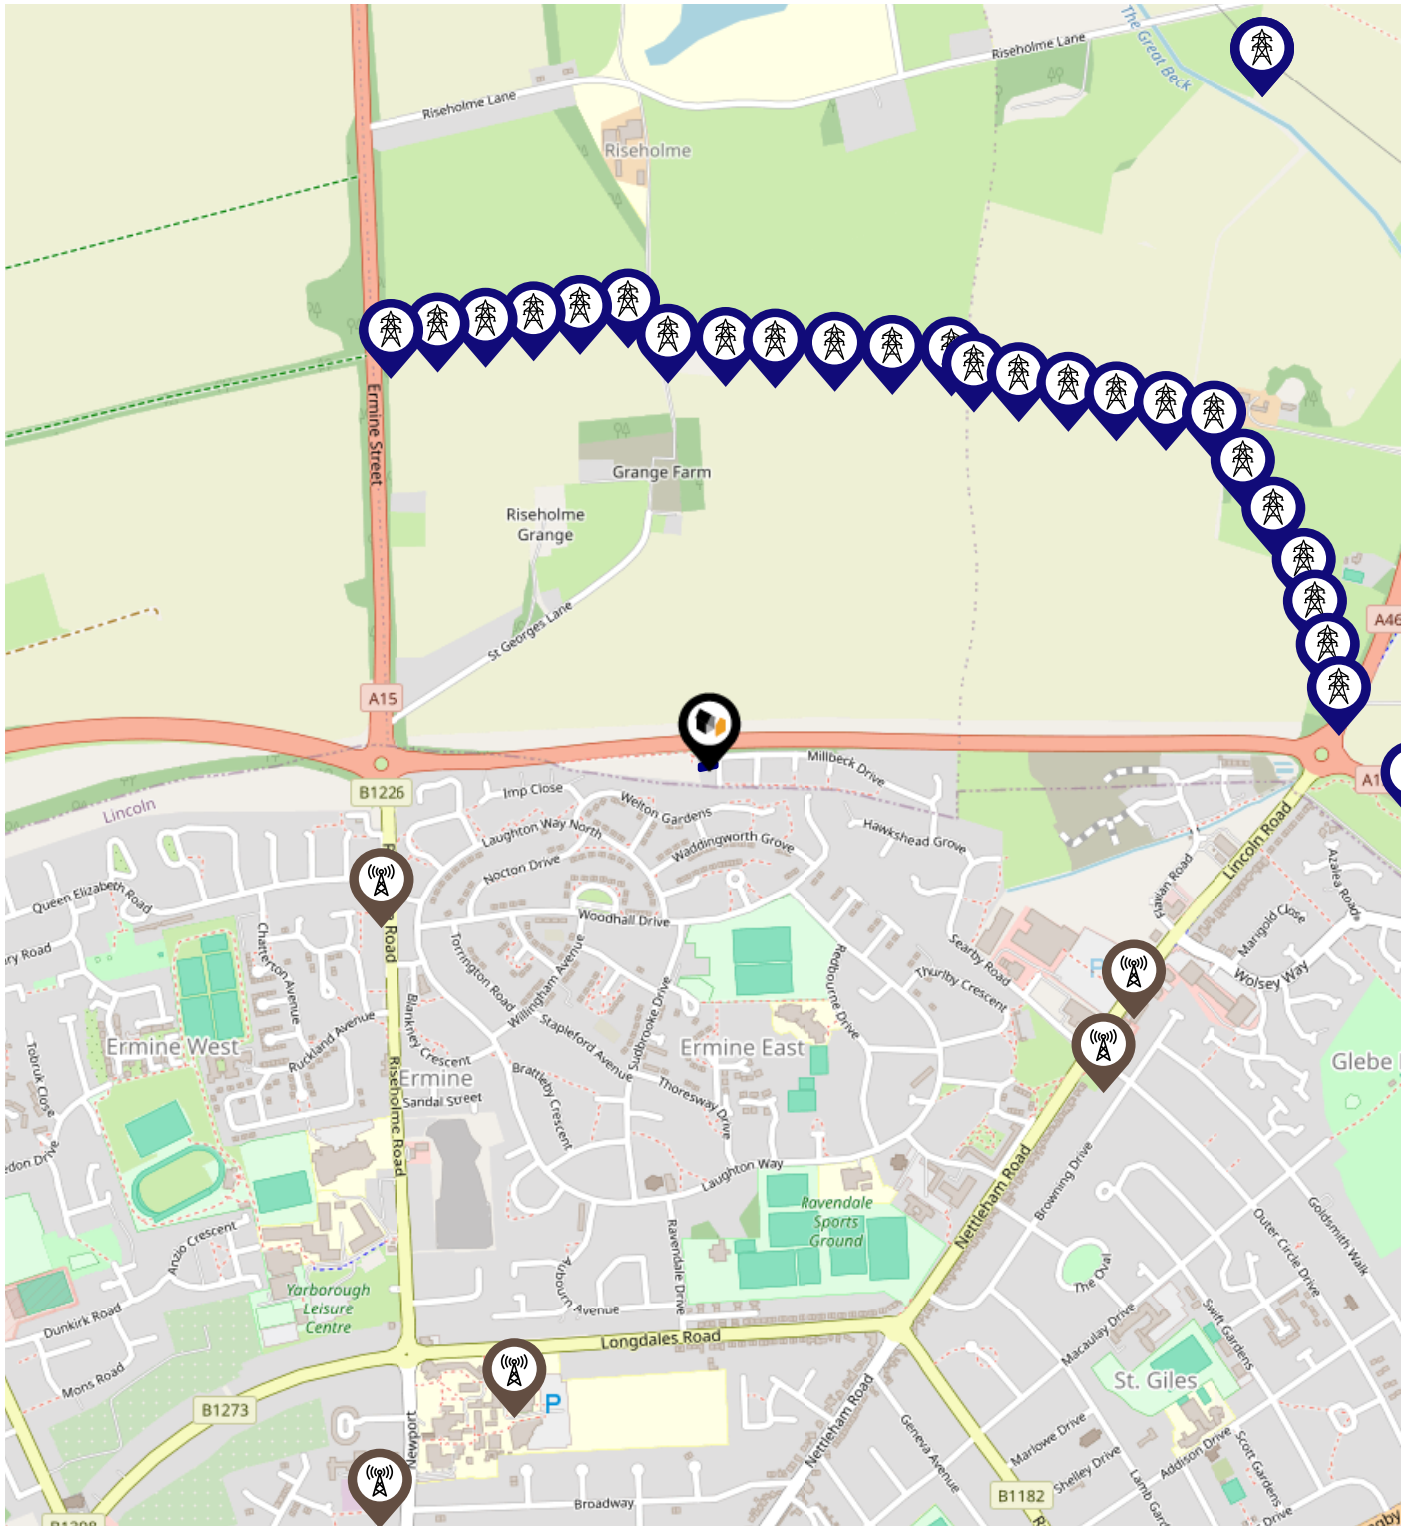 The Great Beck
Riseholme Lane
Riseholme Lane
Riseholme
Ermine Street
Grange Farm
Riseholme
Grange
St Georges Lane
A46
A15
Millbeck Drive
B1226
Imp Close
Lincoln
Welton Gardens
Laughton Way North
Waddingworth Grove
Hawkshead Grove
Lincoln Road
Nocton Drive
Queen Elizabeth Road
Flavian Road
Azalea Road
Marigold Close
Woodhall Drive
Road
Chatterton Avenue
Torrington Road
Willingham Avenue
Sudbrooke Drive
Redbourne Drive
Searby Road
Thurlby Crescent
P
Wolsey Way
Blankney Crescent
Ruckland Avenue
Stapleford Avenue
Ermine West
Ermine East
Glebe
Tobruk Close
Ermine
Sandal Street
Brattleby Crescent
Thoresway Drive
Riseholme Road
Laughton Way
Browning Drive
Nettleham Road
Ravendale
Sports
Ground
Anzio Crescent
Ravendale Drive
Goldsmith Walk
Outer Circle Drive
The Oval
Yarborough
Leisure
Centre
Aubourn Avenue
Dunkirk Road
Longdales Road
Macaulay Drive
Swift Gardens
Mons Road
St. Giles
P
B1273
Newport
Nettleham Road
Geneva Avenue
Marlowe Drive
Shelley Drive
Addison Drive
Scott Gardens
B1182
Broadway
Drive